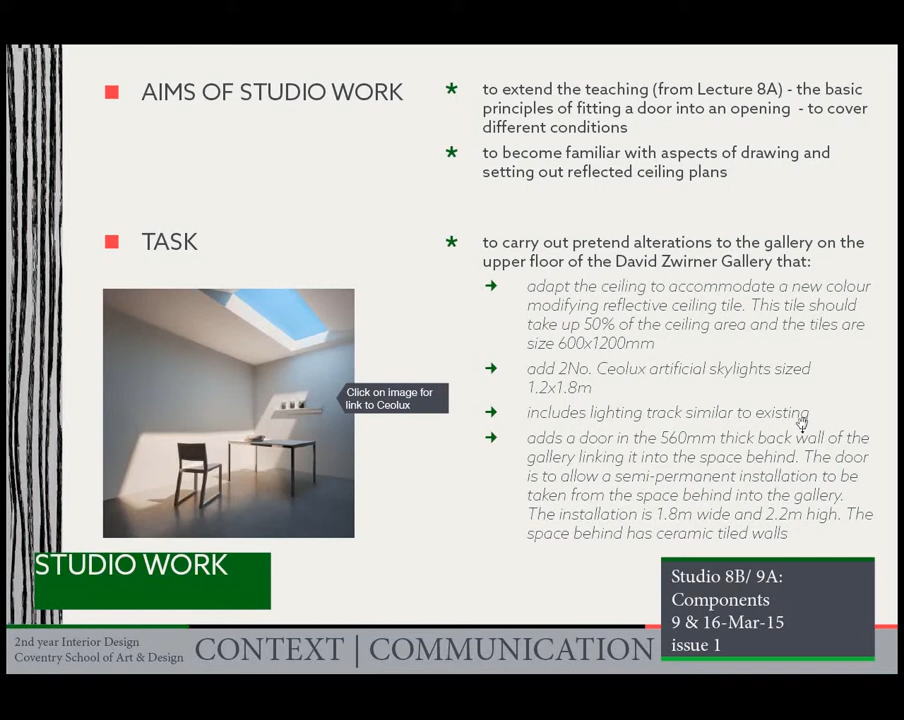 AIMS OF STUDIO WORK
to extend the teaching (from Lecture 8A) - the basic
principles of fitting a door into an opening - to cover
different conditions
to become familiar with aspects of drawing and
setting out reflected ceiling plans
TASK
to carry out pretend alterations to the gallery on the
upper floor of the David Zwirner Gallery that:
adapt the ceiling to accommodate a new colour
modifying reflective ceiling tile. This tile should
take up 50% of the ceiling area and the tiles are
size 600x1200mm
add 2No. Ceolux artificial skylights sized
1.2x1.8m
includes lighting track similar to existing
adds a door in the 560mm thick back wall of the
gallery linking it into the space behind. The door
is to allow a semi-permanent installation to be
taken from the space behind into the gallery.
The installation is 1.8m wide and 2.2m high. The
space behind has ceramic tiled walls
Click on image for
link to Ceolux
STUDIO WORK
Studio 8B/ 9A:
Components
9 & 16-Mar-15
issue 1
2nd year Interior Design
Coventry School of Art & Design
CONTEXT | COMMUNICATION